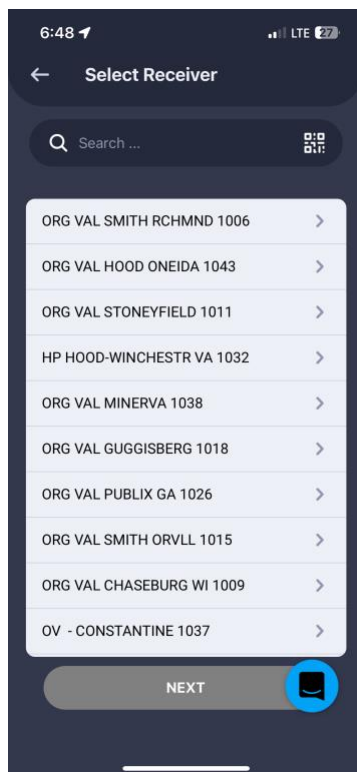 6:48
LTE 27
Select Receiver
Search ...
ORG VAL SMITH RCHMND 1006
ORG VAL HOOD ONEIDA 1043
ORG VAL STONEYFIELD 1011
HP HOOD-WINCHESTR VA 1032
ORG VAL MINERVA 1038
ORG VAL GUGGISBERG 1018
ORG VAL PUBLIX GA 1026
ORG VAL SMITH ORVLL 1015
ORG VAL CHASEBURG WI 1009
OV - CONSTANTINE 1037
NEXT